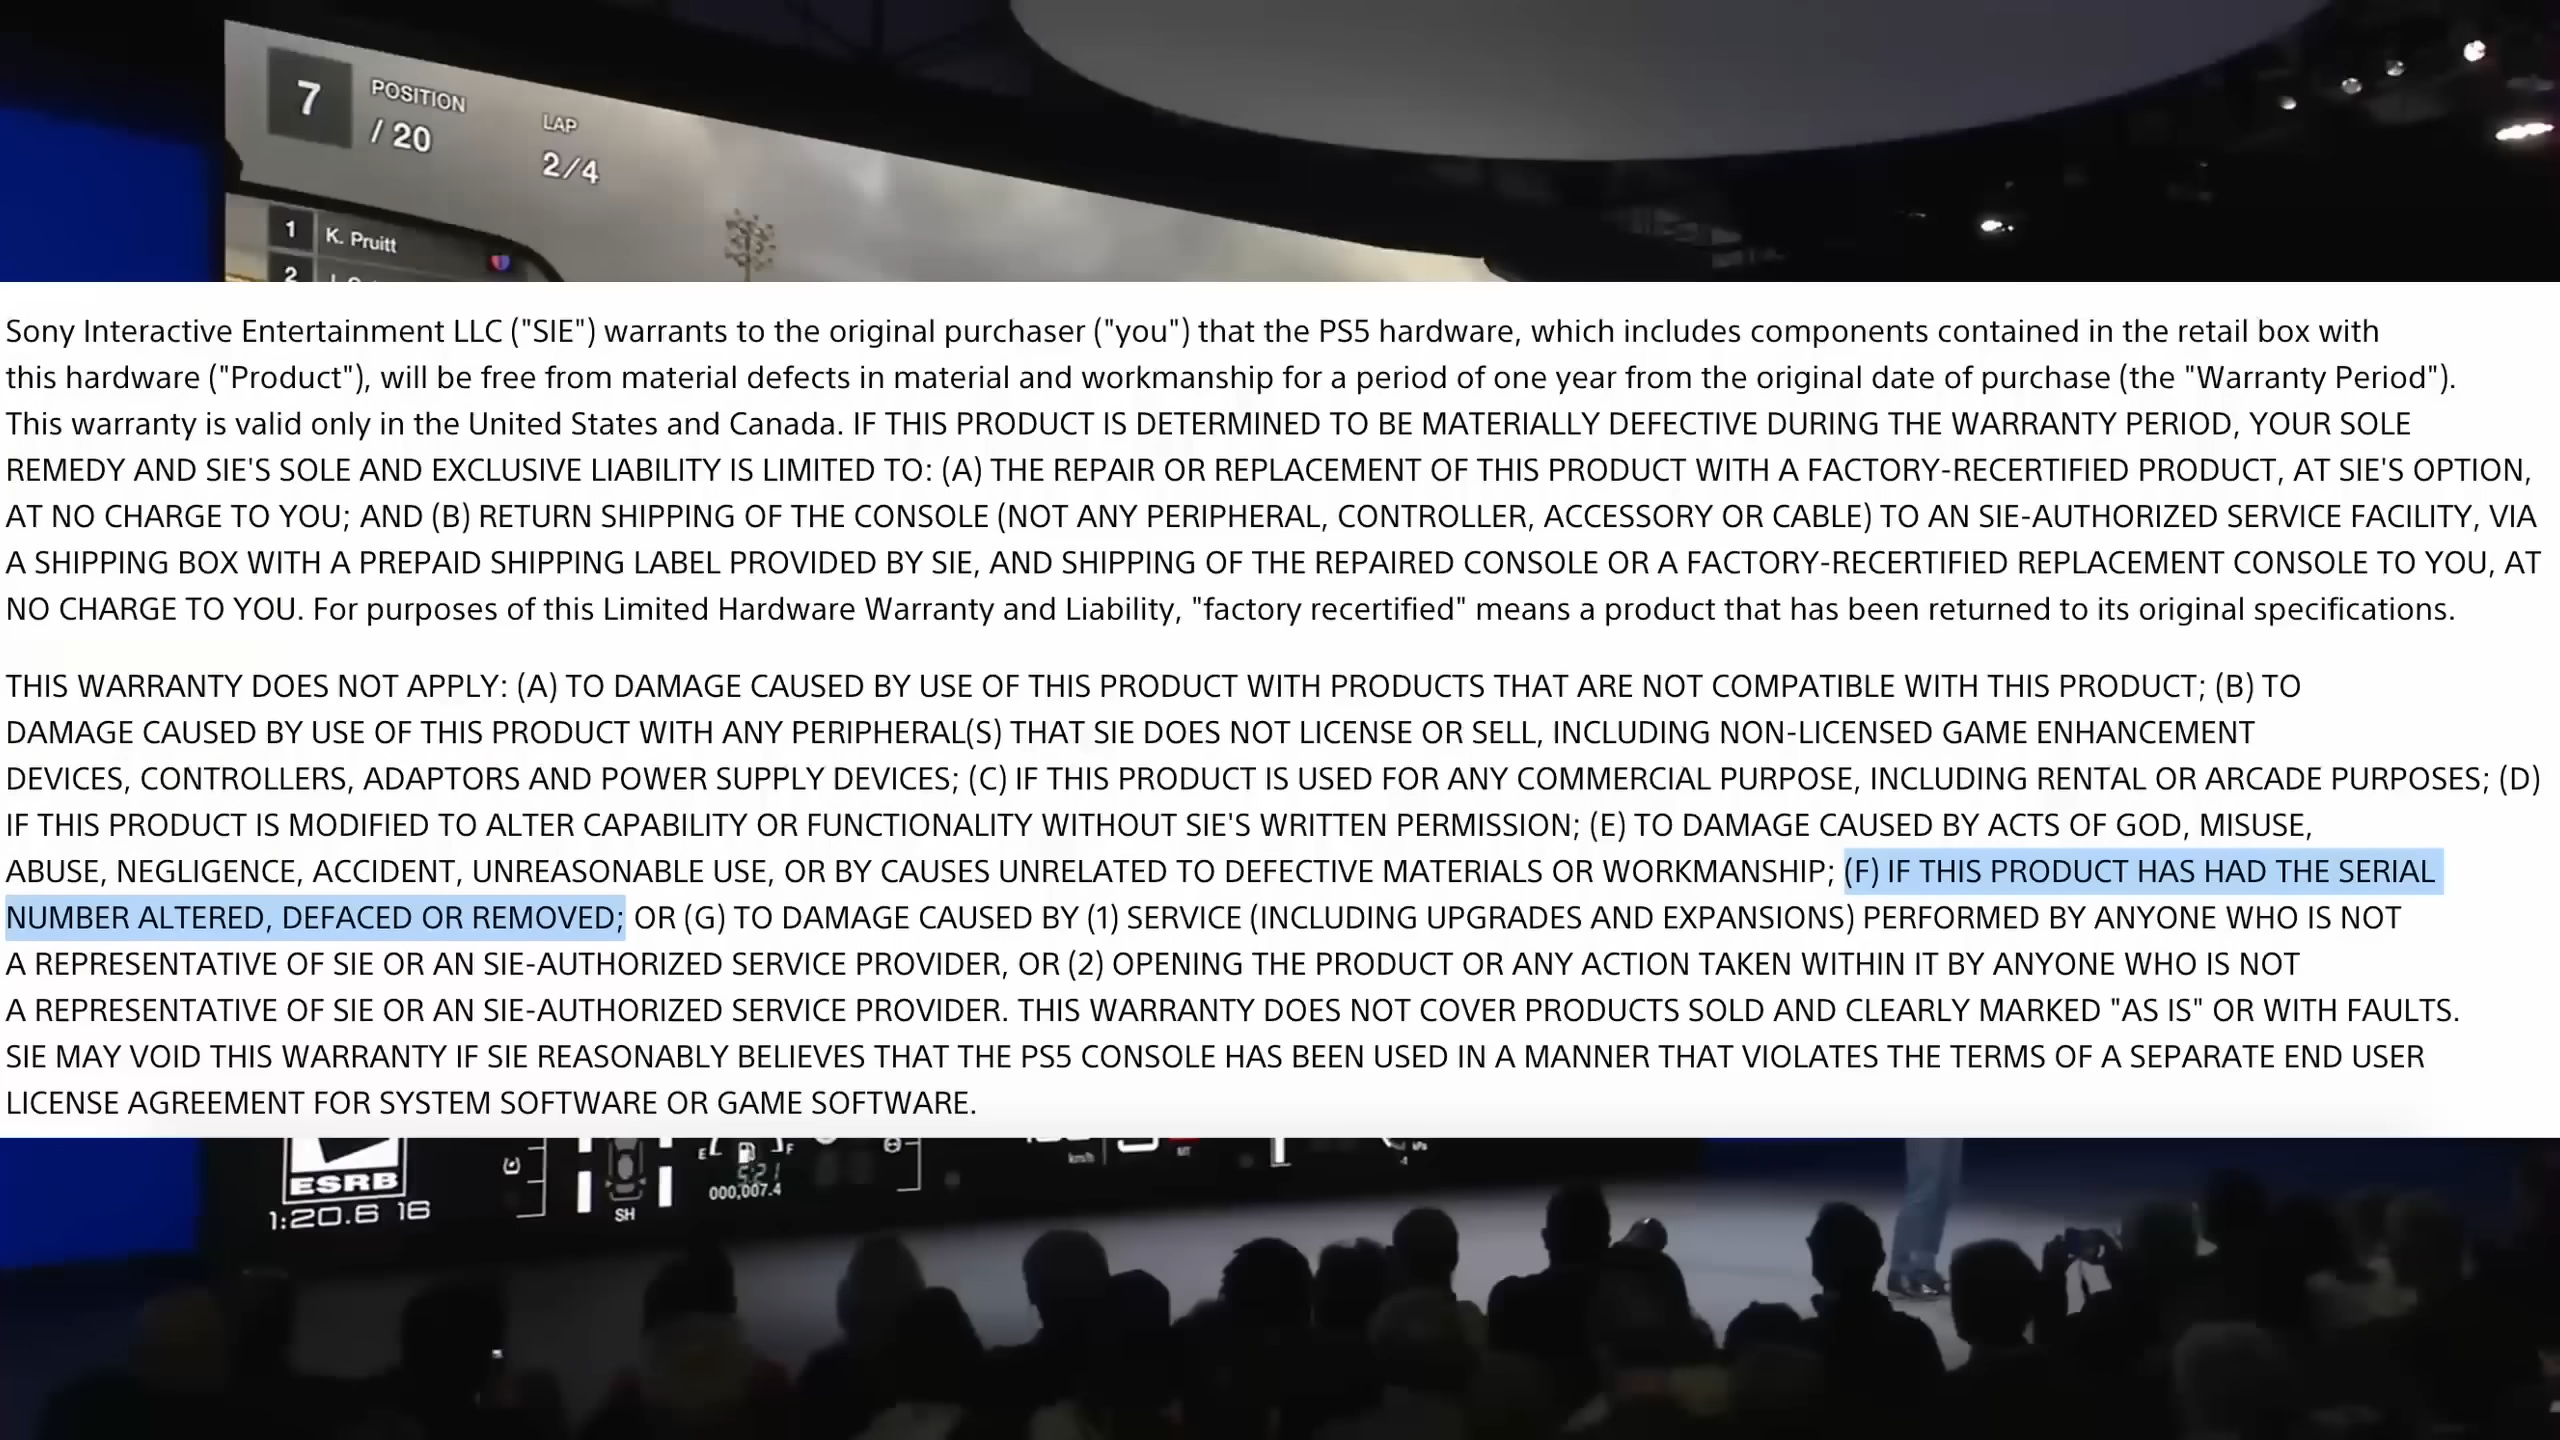 7
POSITION
/ 20
LAP
2/4
1 K. Pruitt
2
Sony Interactive Entertainment LLC ("SIE") warrants to the original purchaser ("you") that the PS5 hardware, which includes components contained in the retail box with
this hardware ("Product"), will be free from material defects in material and workmanship for a period of one year from the original date of purchase (the "Warranty Period").
This warranty is valid only in the United States and Canada. IF THIS PRODUCT IS DETERMINED TO BE MATERIALLY DEFECTIVE DURING THE WARRANTY PERIOD, YOUR SOLE
REMEDY AND SIE'S SOLE AND EXCLUSIVE LIABILITY IS LIMITED TO: (A) THE REPAIR OR REPLACEMENT OF THIS PRODUCT WITH A FACTORY-RECERTIFIED PRODUCT, AT SIE'S OPTION,
AT NO CHARGE TO YOU; AND (B) RETURN SHIPPING OF THE CONSOLE (NOT ANY PERIPHERAL, CONTROLLER, ACCESSORY OR CABLE) TO AN SIE-AUTHORIZED SERVICE FACILITY, VIA
A SHIPPING BOX WITH A PREPAID SHIPPING LABEL PROVIDED BY SIE, AND SHIPPING OF THE REPAIRED CONSOLE OR A FACTORY-RECERTIFIED REPLACEMENT CONSOLE TO YOU, AT
NO CHARGE TO YOU. For purposes of this Limited Hardware Warranty and Liability, "factory recertified" means a product that has been returned to its original specifications.
THIS WARRANTY DOES NOT APPLY: (A) TO DAMAGE CAUSED BY USE OF THIS PRODUCT WITH PRODUCTS THAT ARE NOT COMPATIBLE WITH THIS PRODUCT; (B) TO
DAMAGE CAUSED BY USE OF THIS PRODUCT WITH ANY PERIPHERAL(S) THAT SIE DOES NOT LICENSE OR SELL, INCLUDING NON-LICENSED GAME ENHANCEMENT
DEVICES, CONTROLLERS, ADAPTORS AND POWER SUPPLY DEVICES; (C) IF THIS PRODUCT IS USED FOR ANY COMMERCIAL PURPOSE, INCLUDING RENTAL OR ARCADE PURPOSES; (D)
IF THIS PRODUCT IS MODIFIED TO ALTER CAPABILITY OR FUNCTIONALITY WITHOUT SIE'S WRITTEN PERMISSION; (E) TO DAMAGE CAUSED BY ACTS OF GOD, MISUSE,
ABUSE, NEGLIGENCE, ACCIDENT, UNREASONABLE USE, OR BY CAUSES UNRELATED TO DEFECTIVE MATERIALS OR WORKMANSHIP; (F) IF THIS PRODUCT HAS HAD THE SERIAL
NUMBER ALTERED, DEFACED OR REMOVED; OR (G) TO DAMAGE CAUSED BY (1) SERVICE (INCLUDING UPGRADES AND EXPANSIONS) PERFORMED BY ANYONE WHO IS NOT
A REPRESENTATIVE OF SIE OR AN SIE-AUTHORIZED SERVICE PROVIDER, OR (2) OPENING THE PRODUCT OR ANY ACTION TAKEN WITHIN IT BY ANYONE WHO IS NOT
A REPRESENTATIVE OF SIE OR AN SIE-AUTHORIZED SERVICE PROVIDER. THIS WARRANTY DOES NOT COVER PRODUCTS SOLD AND CLEARLY MARKED "AS IS" OR WITH FAULTS.
SIE MAY VOID THIS WARRANTY IF SIE REASONABLY BELIEVES THAT THE PS5 CONSOLE HAS BEEN USED IN A MANNER THAT VIOLATES THE TERMS OF A SEPARATE END USER
LICENSE AGREEMENT FOR SYSTEM SOFTWARE OR GAME SOFTWARE.
E F km/h MT
ESRB
000,007.4
1:20.6 16
SH